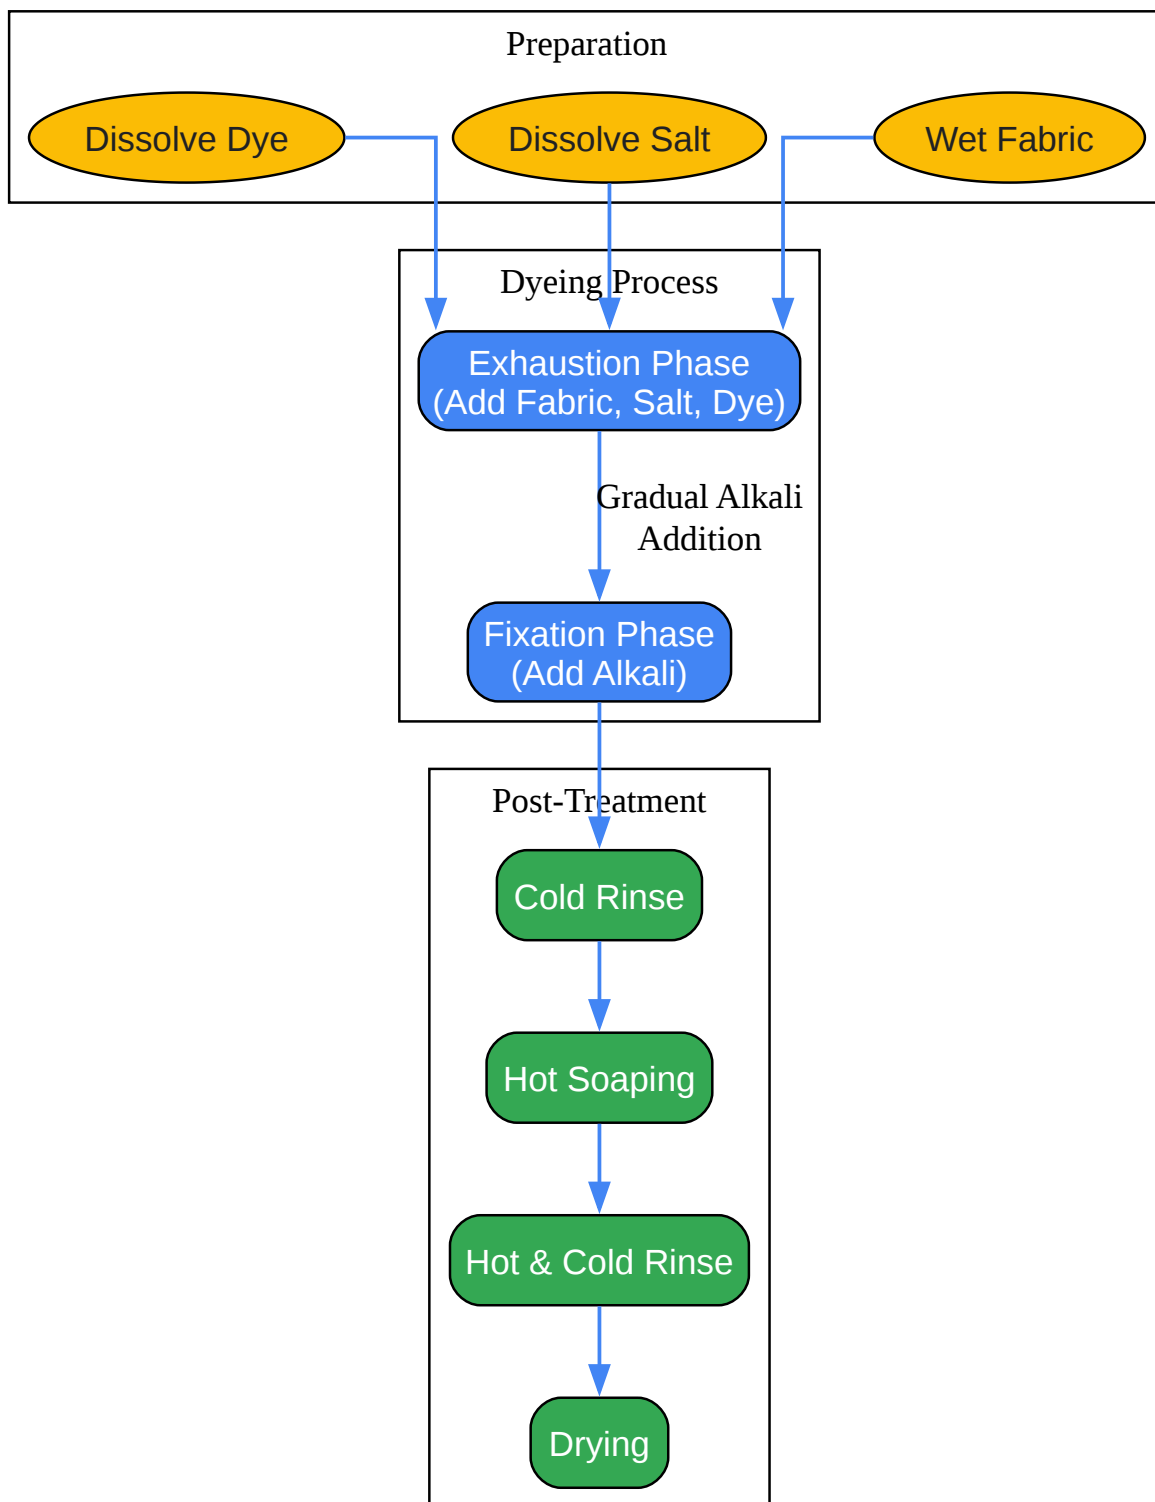 Preparation
Dissolve Dye
Dissolve Salt
Wet Fabric
Dyeing Process
Exhaustion Phase
(Add Fabric, Salt, Dye)
Gradual Alkali
Addition
Fixation Phase
(Add Alkali)
Post-Treatment
Cold Rinse
Hot Soaping
Hot & Cold Rinse
Drying